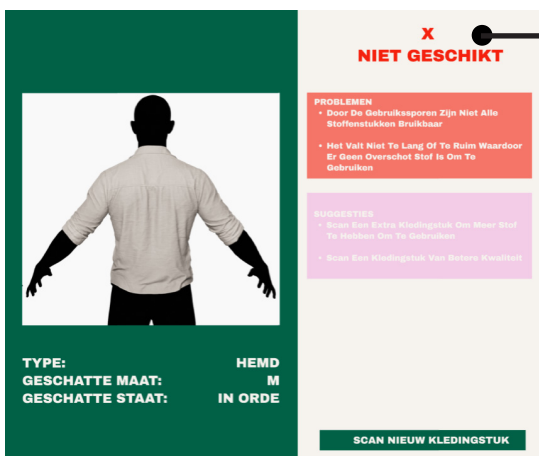 X
NIET GESCHIKT
PROBLEMEN
• Door De Gebruikssporen Zijn Niet Alle
Stoffenstukken Bruikbaar
• Het Valt Niet Te Lang Of Te Ruim Waardoor
Er Geen Overschot Stof Is Om Te
Gebruiken
SUGGESTIES
• Scan Een Extra Kledingstuk Om Meer Stof
Te Hebben Om Te Gebruiken
• Scan Een Kledingstuk Van Betere Kwaliteit
TYPE: HEMD
GESCHATTE MAAT: M
GESCHATTE STAAT: IN ORDE
SCAN NIEUW KLEDINGSTUK